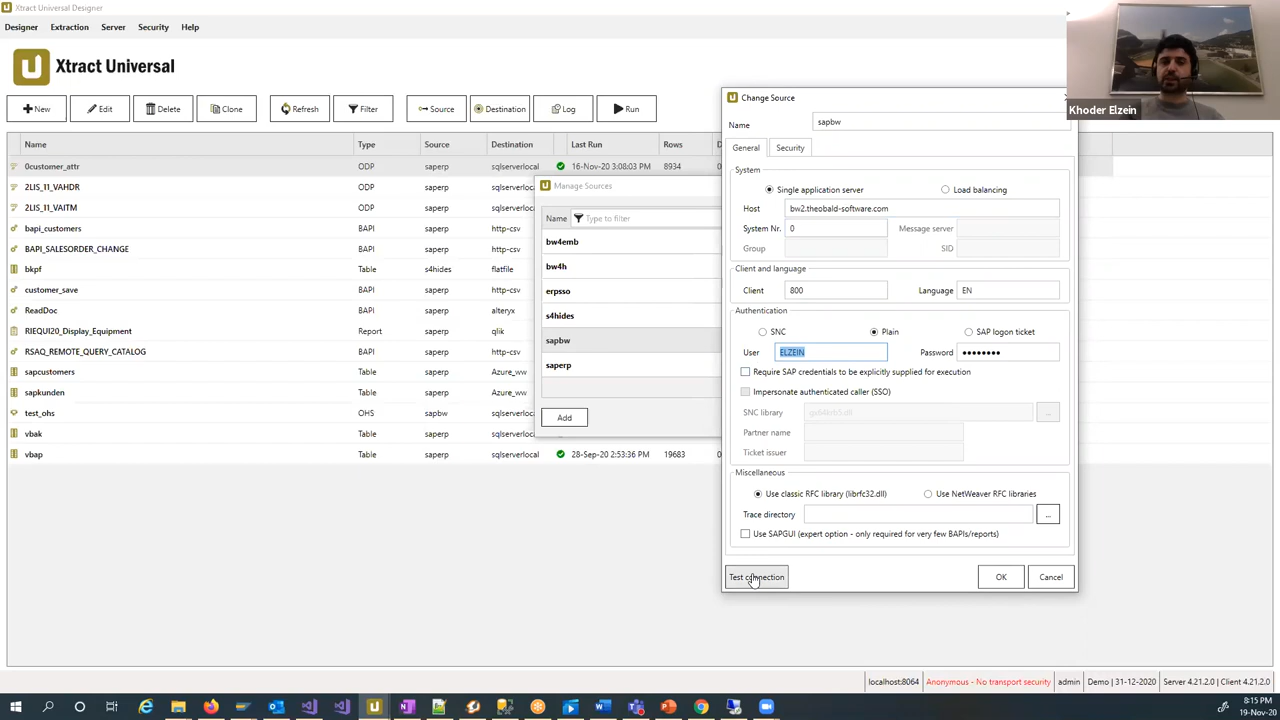 Xtract Universal Designer
Designer Extraction Server Security Help
Xtract Universal
New Edit Delete Clone Refresh Filter Source Destination Log Run
Name Type Source Destination Last Run Rows D
0customer_attr ODP saperp sqlserverlocal 16-Nov-20 3:08:03 PM 8934 0
2LIS_11_VAHDR ODP saperp sqlserverlocal
2LIS_11_VAITM ODP saperp sqlserverlocal
bapi_customers BAPI saperp http-csv
BAPI_SALESORDER_CHANGE BAPI saperp http-csv
bkpf Table s4hides flatfile
customer_save BAPI saperp http-csv
ReadDoc BAPI saperp alteryx
RIEQUI20_Display_Equipment Report saperp qlik
RSAQ_REMOTE_QUERY_CATALOG BAPI saperp http-csv
sapcustomers Table saperp Azure_ww
sapkunden Table saperp Azure_ww
test_ohs OHS sapbw sqlserverlocal
vbak Table saperp sqlserverlocal
vbap Table saperp sqlserverlocal 28-Sep-20 2:53:36 PM 19683 0
Manage Sources
Name Type to filter
bw4emb
bw4h
erpsso
s4hides
sapbw
saperp
Add
Change Source
Name sapbw
General Security
System
Single application server Load balancing
Host bw2.theobald-software.com
System Nr. 0 Message server
Group SID
Client and language
Client 800 Language EN
Authentication
SNC Plain SAP logon ticket
User ELZEIN Password ••••••••
Require SAP credentials to be explicitly supplied for execution
Impersonate authenticated caller (SSO)
SNC library gx64krb5.dll ...
Partner name
Ticket issuer
Miscellaneous
Use classic RFC library (librfc32.dll) Use NetWeaver RFC libraries
Trace directory ...
Use SAPGUI (expert option - only required for very few BAPIs/reports)
Test connection OK Cancel
Khoder Elzein
localhost:8064 Anonymous - No transport security admin Demo | 31-12-2020 Server 4.21.2.0 | Client 4.21.2.0
8:15 PM
19-Nov-20